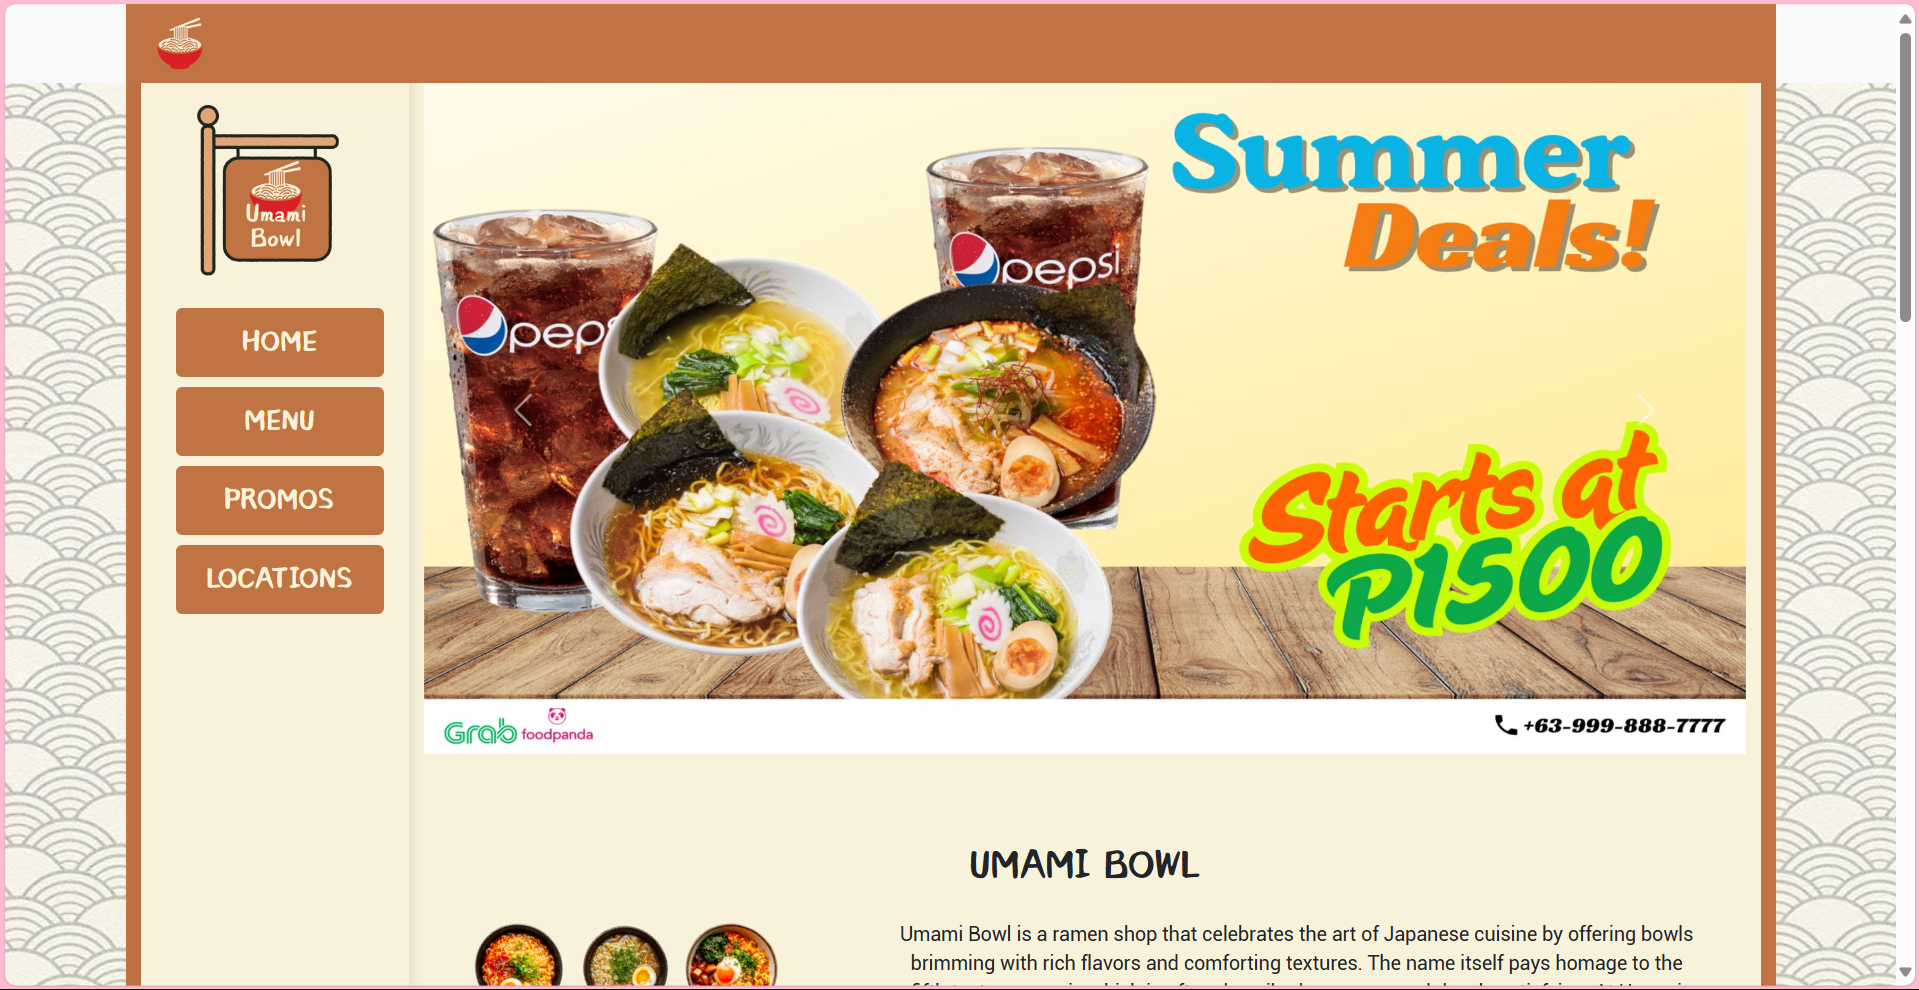 Umami
Bowl
HOME
MENU
PROMOS
LOCATIONS
Summer
Deals!
pepsi
pep
Starts at
P1500
Grab
foodpanda
+63-999-888-7777
UMAMI BOWL
Umami Bowl is a ramen shop that celebrates the art of Japanese cuisine by offering bowls
brimming with rich flavors and comforting textures. The name itself pays homage to the